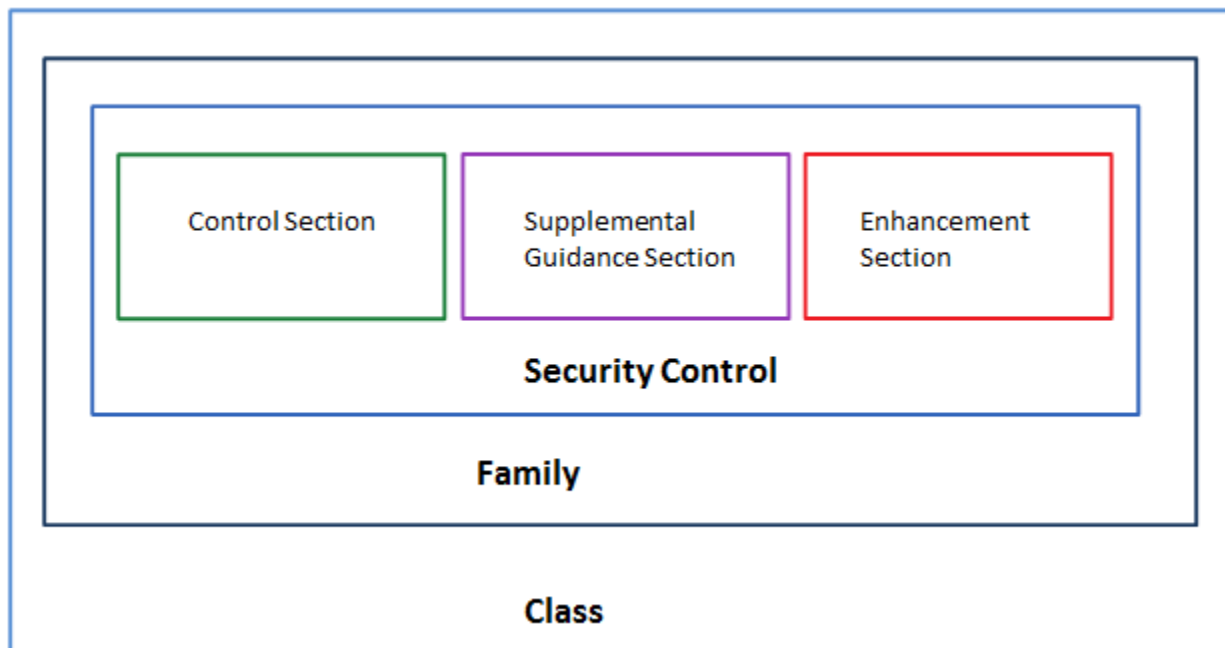 Control Section
Supplemental
Guidance Section
Enhancement
Section
Security Control
Family
Class